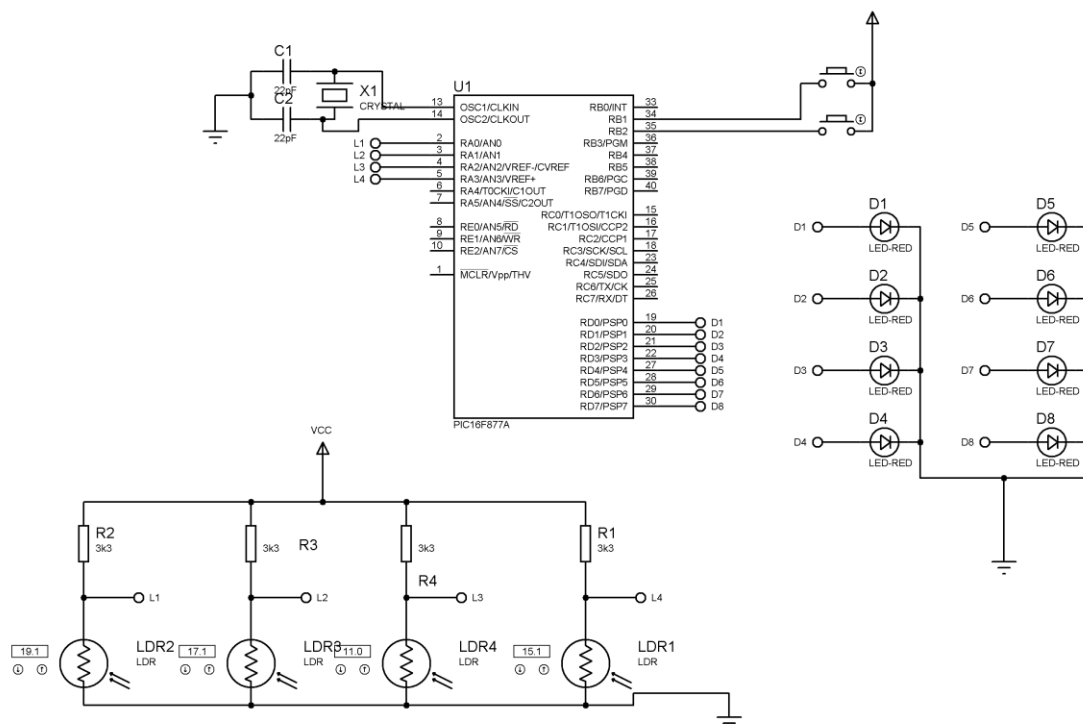 C1
22pF
C2
22pF
X1
CRYSTAL
U1
13 OSC1/CLKIN
14 OSC2/CLKOUT
L1 2 RA0/AN0
L2 3 RA1/AN1
L3 4 RA2/AN2/VREF-/CVREF
L4 5 RA3/AN3/VREF+
6 RA4/T0CKI/C1OUT
7 RA5/AN4/SS/C2OUT
8 RE0/AN5/RD
9 RE1/AN6/WR
10 RE2/AN7/CS
1 MCLR/Vpp/THV
RB0/INT 33
RB1 34
RB2 35
RB3/PGM 36
RB4 37
RB5 38
RB6/PGC 39
RB7/PGD 40
RC0/T1OSO/T1CKI 15
RC1/T1OSI/CCP2 16
RC2/CCP1 17
RC3/SCK/SCL 18
RC4/SDI/SDA 23
RC5/SDO 24
RC6/TX/CK 25
RC7/RX/DT 26
RD0/PSP0 19 D1
RD1/PSP1 20 D2
RD2/PSP2 21 D3
RD3/PSP3 22 D4
RD4/PSP4 27 D5
RD5/PSP5 28 D6
RD6/PSP6 29 D7
RD7/PSP7 30 D8
PIC16F877A
D1
D1
LED-RED
D2
D2
LED-RED
D3
D3
LED-RED
D4
D4
LED-RED
D5
D5
LED-RED
D6
D6
LED-RED
D7
D7
LED-RED
D8
D8
LED-RED
VCC
R2
3k3
3k3
R3
3k3
R4
R1
3k3
L1
L2
L3
L4
19.1
LDR2
LDR
17.1
LDR3
LDR
11.0
LDR4
LDR
15.1
LDR1
LDR